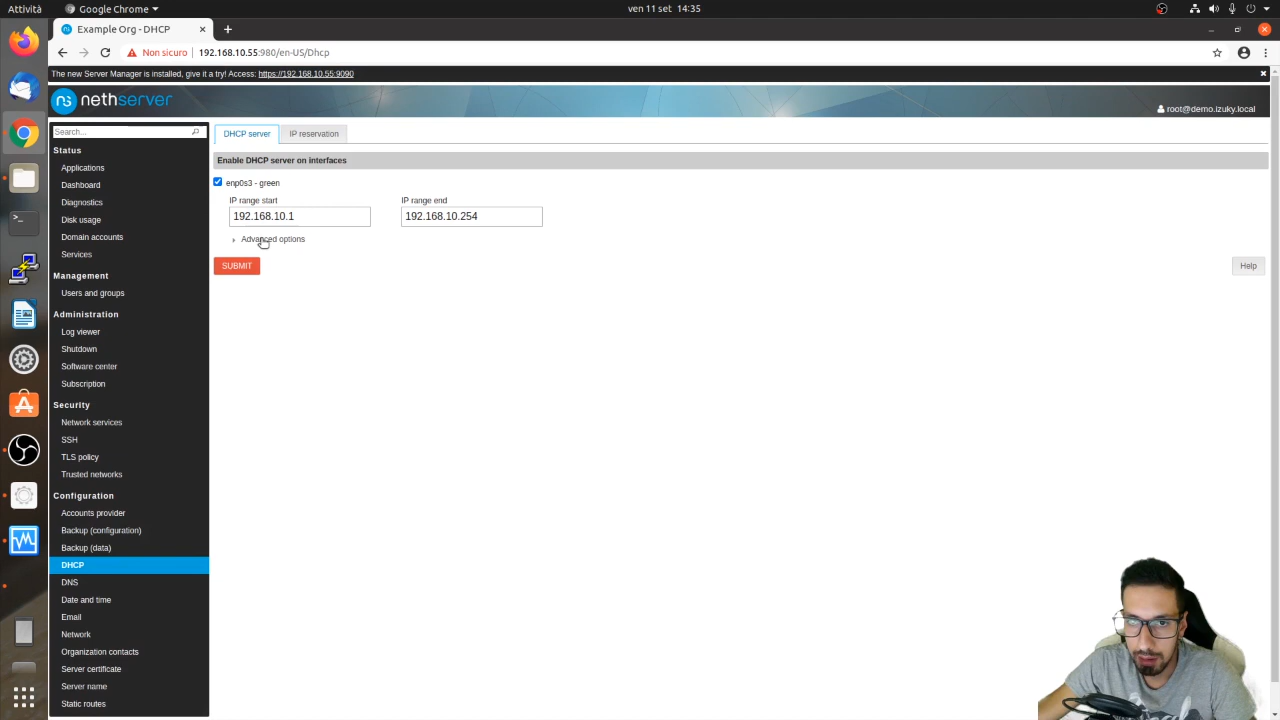 Attività
Google Chrome
ven 11 set 14:35
Example Org - DHCP
Non sicuro
192.168.10.55:980/en-US/Dhcp
The new Server Manager is installed, give it a try! Access: https://192.168.10.55:9090
nethserver
root@demo.izuky.local
Search...
Status
Applications
Dashboard
Diagnostics
Disk usage
Domain accounts
Services
Management
Users and groups
Administration
Log viewer
Shutdown
Software center
Subscription
Security
Network services
SSH
TLS policy
Trusted networks
Configuration
Accounts provider
Backup (configuration)
Backup (data)
DHCP
DNS
Date and time
Email
Network
Organization contacts
Server certificate
Server name
Static routes
DHCP server
IP reservation
Enable DHCP server on interfaces
enp0s3 - green
IP range start
IP range end
192.168.10.1
192.168.10.254
Advanced options
SUBMIT
Help